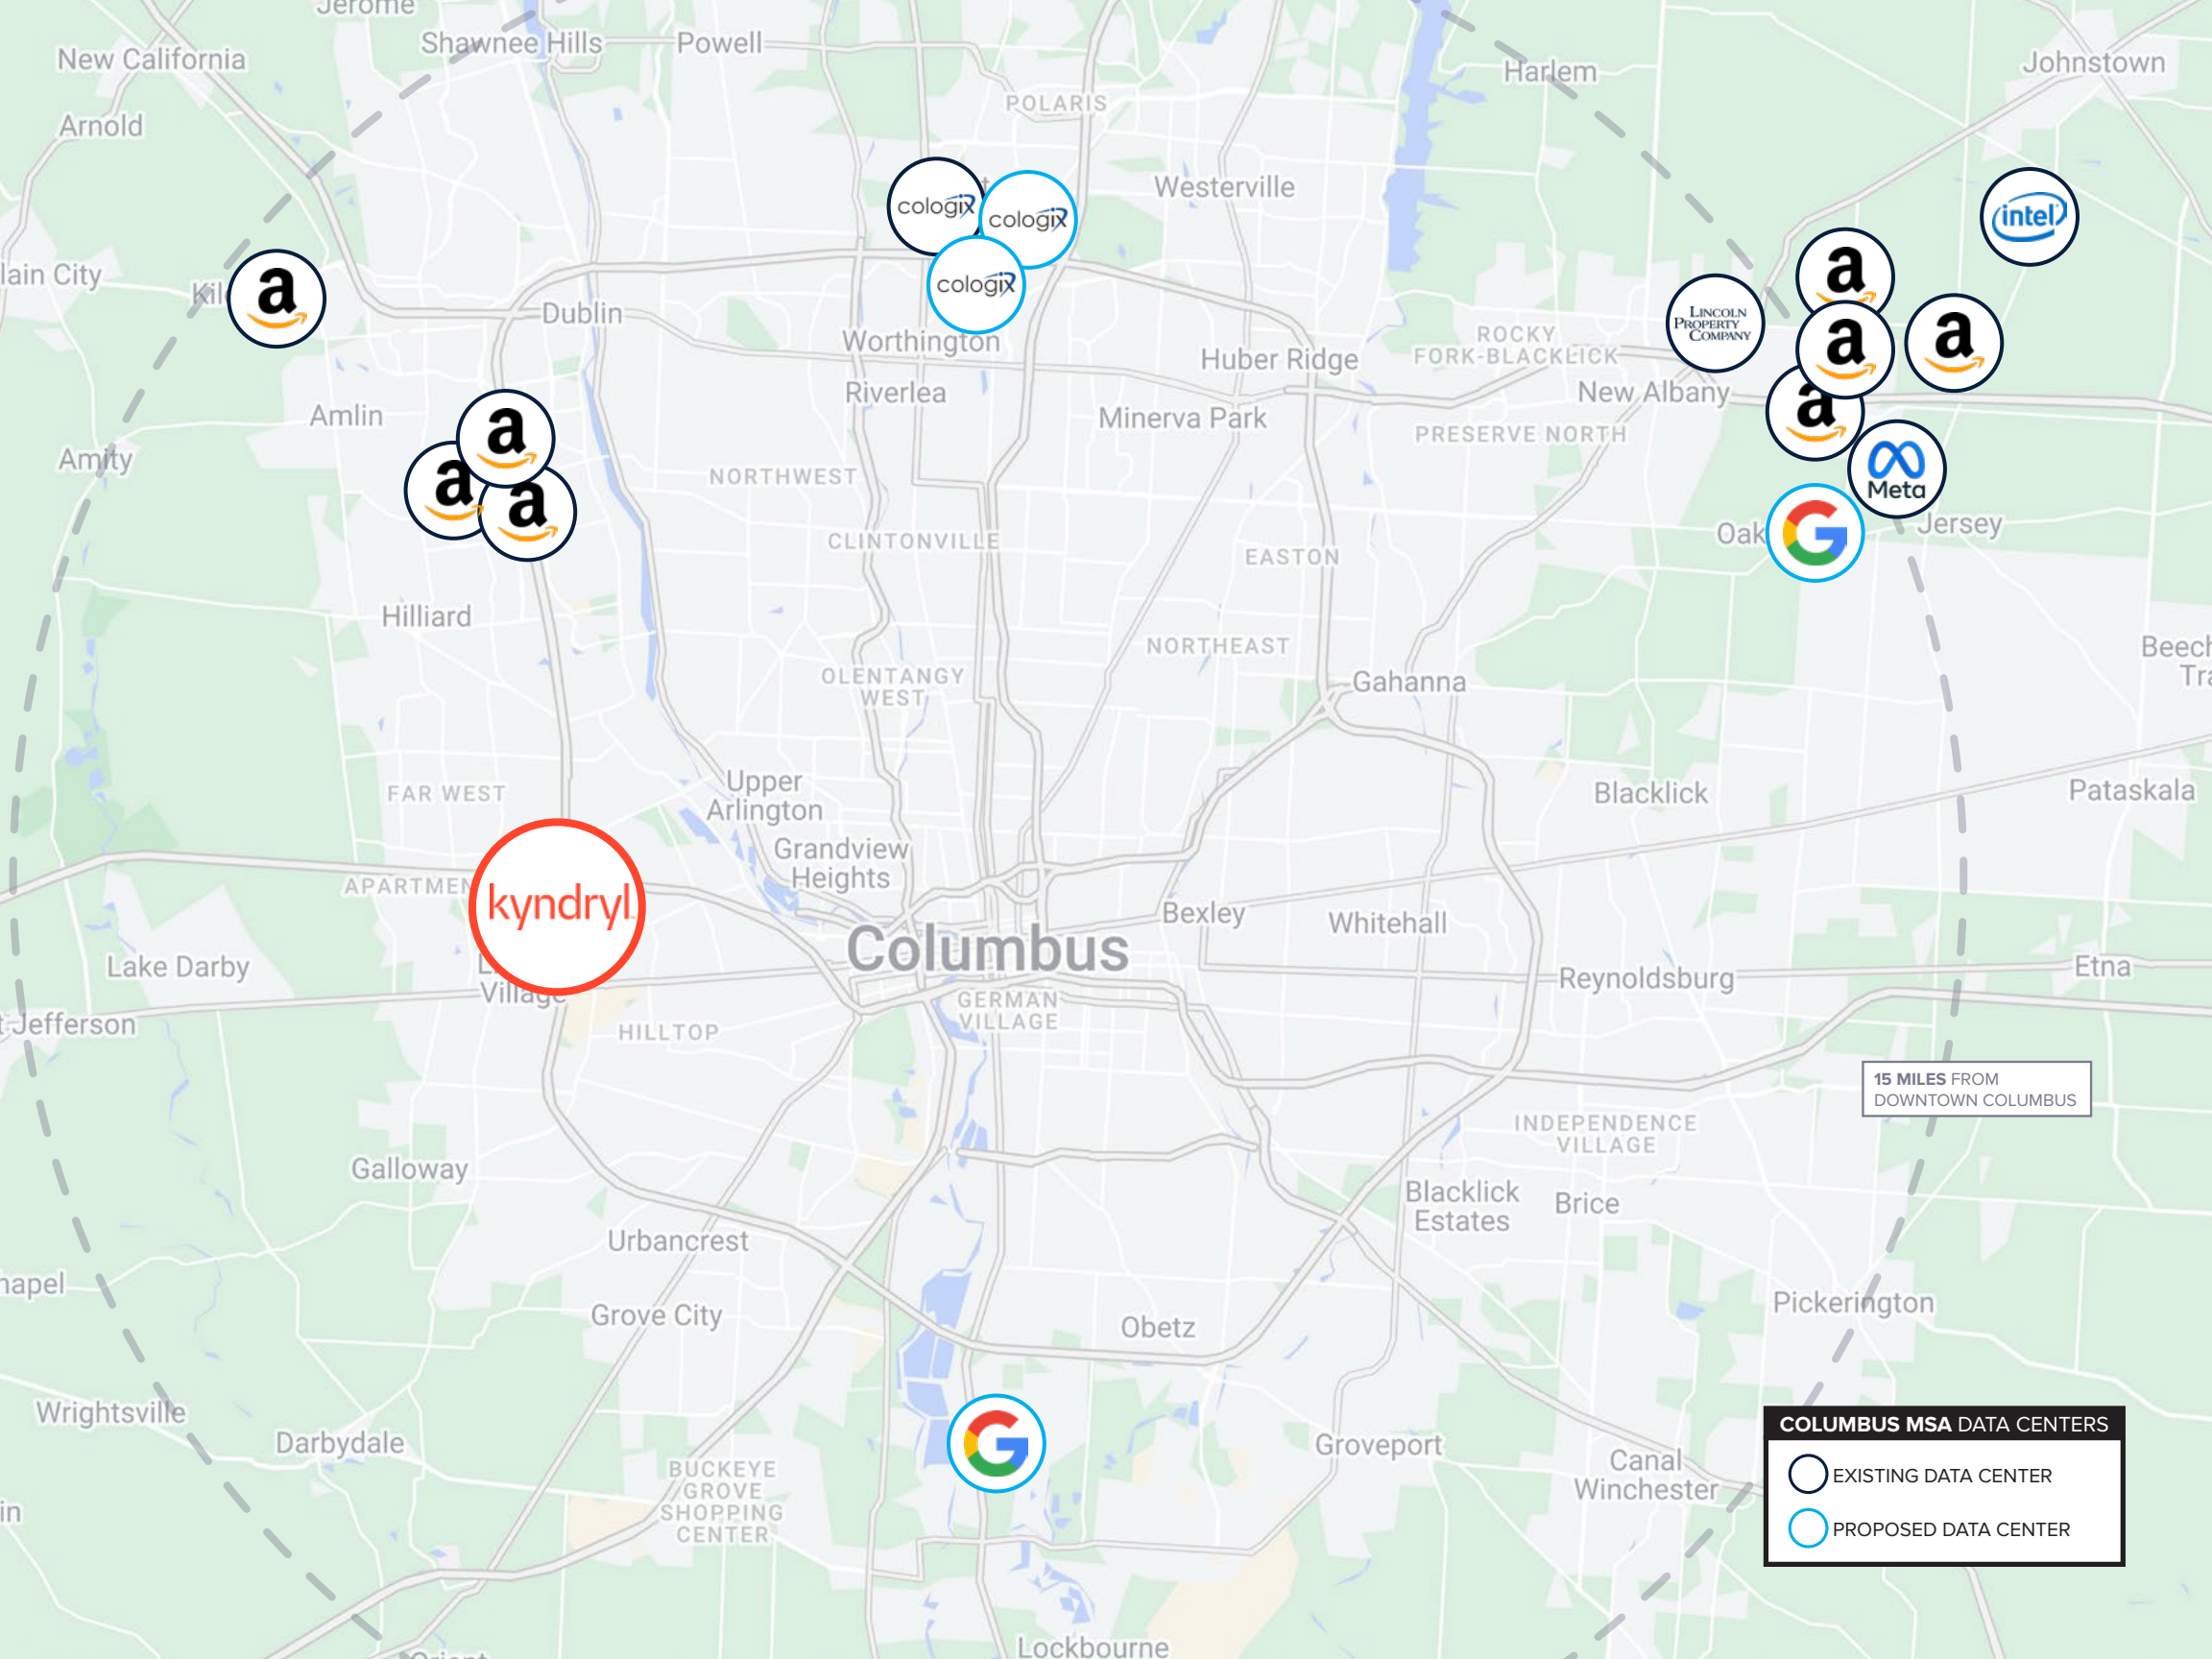 Jerome
New California
Shawnee Hills
Powell
Harlem
Johnstown
Arnold
POLARIS
Westerville
cologix
cologix
cologix
intel
lain City
Kil
a
Dublin
Worthington
Huber Ridge
ROCKY
FORK-BLACKLICK
LINCOLN
PROPERTY
COMPANY
a
a
a
a
New Albany
Amlin
Riverlea
Minerva Park
PRESERVE NORTH
Amity
a
a
a
NORTHWEST
Meta
CLINTONVILLE
EASTON
Oak
G
Jersey
Hilliard
NORTHEAST
Beech
Tra
OLENTANGY
WEST
Gahanna
FAR WEST
Upper
Arlington
Blacklick
Pataskala
Grandview
Heights
APARTMEN
kyndryl
Bexley
Whitehall
Columbus
Lake Darby
L
Village
Reynoldsburg
Etna
t Jefferson
HILLTOP
GERMAN
VILLAGE
15 MILES FROM
DOWNTOWN COLUMBUS
INDEPENDENCE
VILLAGE
Galloway
Blacklick
Estates
Brice
Urbancrest
hapel
Grove City
Obetz
Pickerington
Wrightsville
Darbydale
G
Groveport
Canal
Winchester
BUCKEYE
GROVE
SHOPPING
CENTER
in
COLUMBUS MSA DATA CENTERS
EXISTING DATA CENTER
PROPOSED DATA CENTER
Lockbourne
Orient